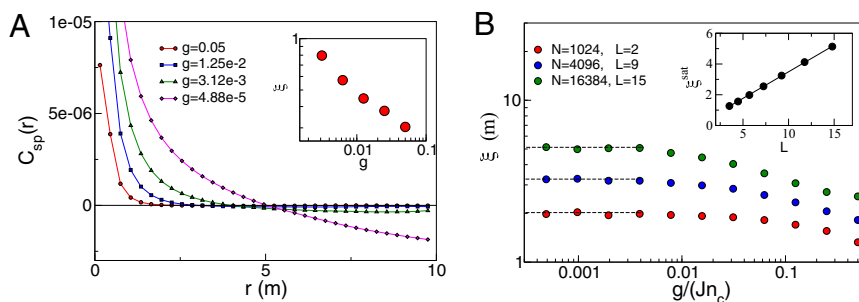 A
1e-05
5e-06
0
C_sp(r)
g=0.05
g=1.25e-2
g=3.12e-3
g=4.88e-5
1
ξ
0.01
0.1
g
0
5
10
r (m)
B
N=1024, L=2
N=4096, L=9
N=16384, L=15
10
1
ξ (m)
6
4
2
0
ξ^sat
5
10
15
L
0.001
0.01
0.1
g/(Jn_c)